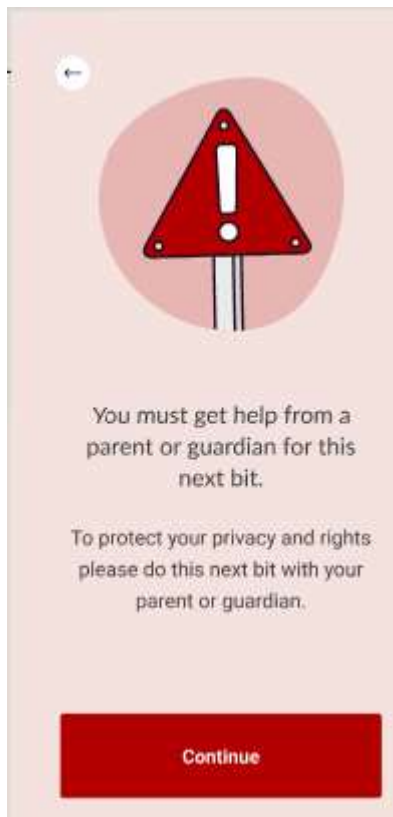 You must get help from a
parent or guardian for this
next bit.
To protect your privacy and rights
please do this next bit with your
parent or guardian.
Continue